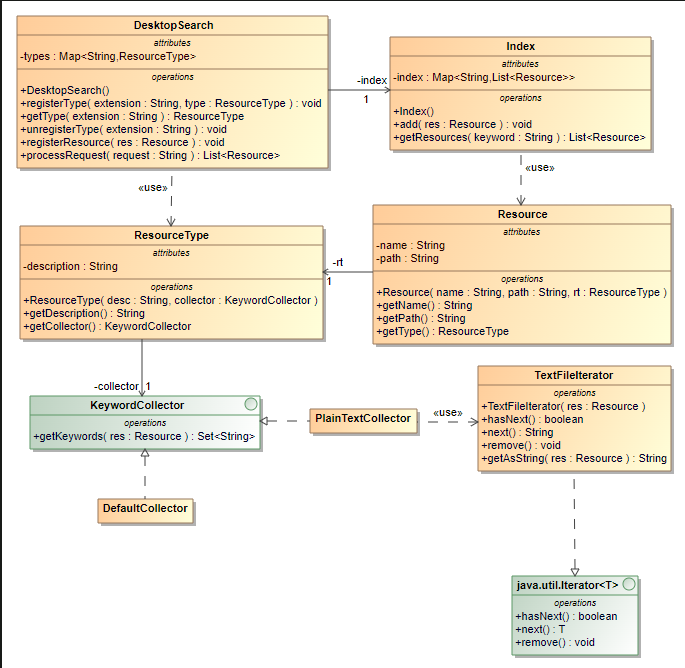 DesktopSearch
attributes
-types : Map<String,ResourceType>
operations
+DesktopSearch()
+registerType( extension : String, type : ResourceType ) : void
+getType( extension : String ) : ResourceType
+unregisterType( extension : String ) : void
+registerResource( res : Resource ) : void
+processRequest( request : String ) : List<Resource>
-index
1
Index
attributes
-index : Map<String,List<Resource>>
operations
+Index()
+add( res : Resource ) : void
+getResources( keyword : String ) : List<Resource>
«use»
«use»
ResourceType
attributes
-description : String
operations
+ResourceType( desc : String, collector : KeywordCollector )
+getDescription() : String
+getCollector() : KeywordCollector
-rt
1
Resource
attributes
-name : String
-path : String
operations
+Resource( name : String, path : String, rt : ResourceType )
+getName() : String
+getPath() : String
+getType() : ResourceType
-collector 1
KeywordCollector
operations
+getKeywords( res : Resource ) : Set<String>
PlainTextCollector
«use»
TextFileIterator
operations
+TextFileIterator( res : Resource )
+hasNext() : boolean
+next() : String
+remove() : void
+getAsString( res : Resource ) : String
DefaultCollector
java.util.Iterator<T>
operations
+hasNext() : boolean
+next() : T
+remove() : void